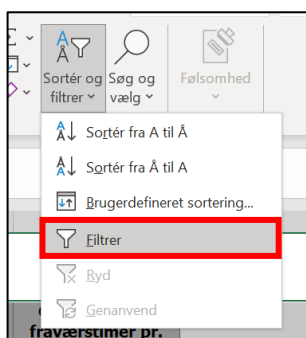 Sortér og
filtrer
Søg og
vælg
Følsomhed
Sortér fra A til Å
Sortér fra Å til A
Brugerdefineret sortering...
Filtrer
Ryd
Genanvend
fraværstimer pr.